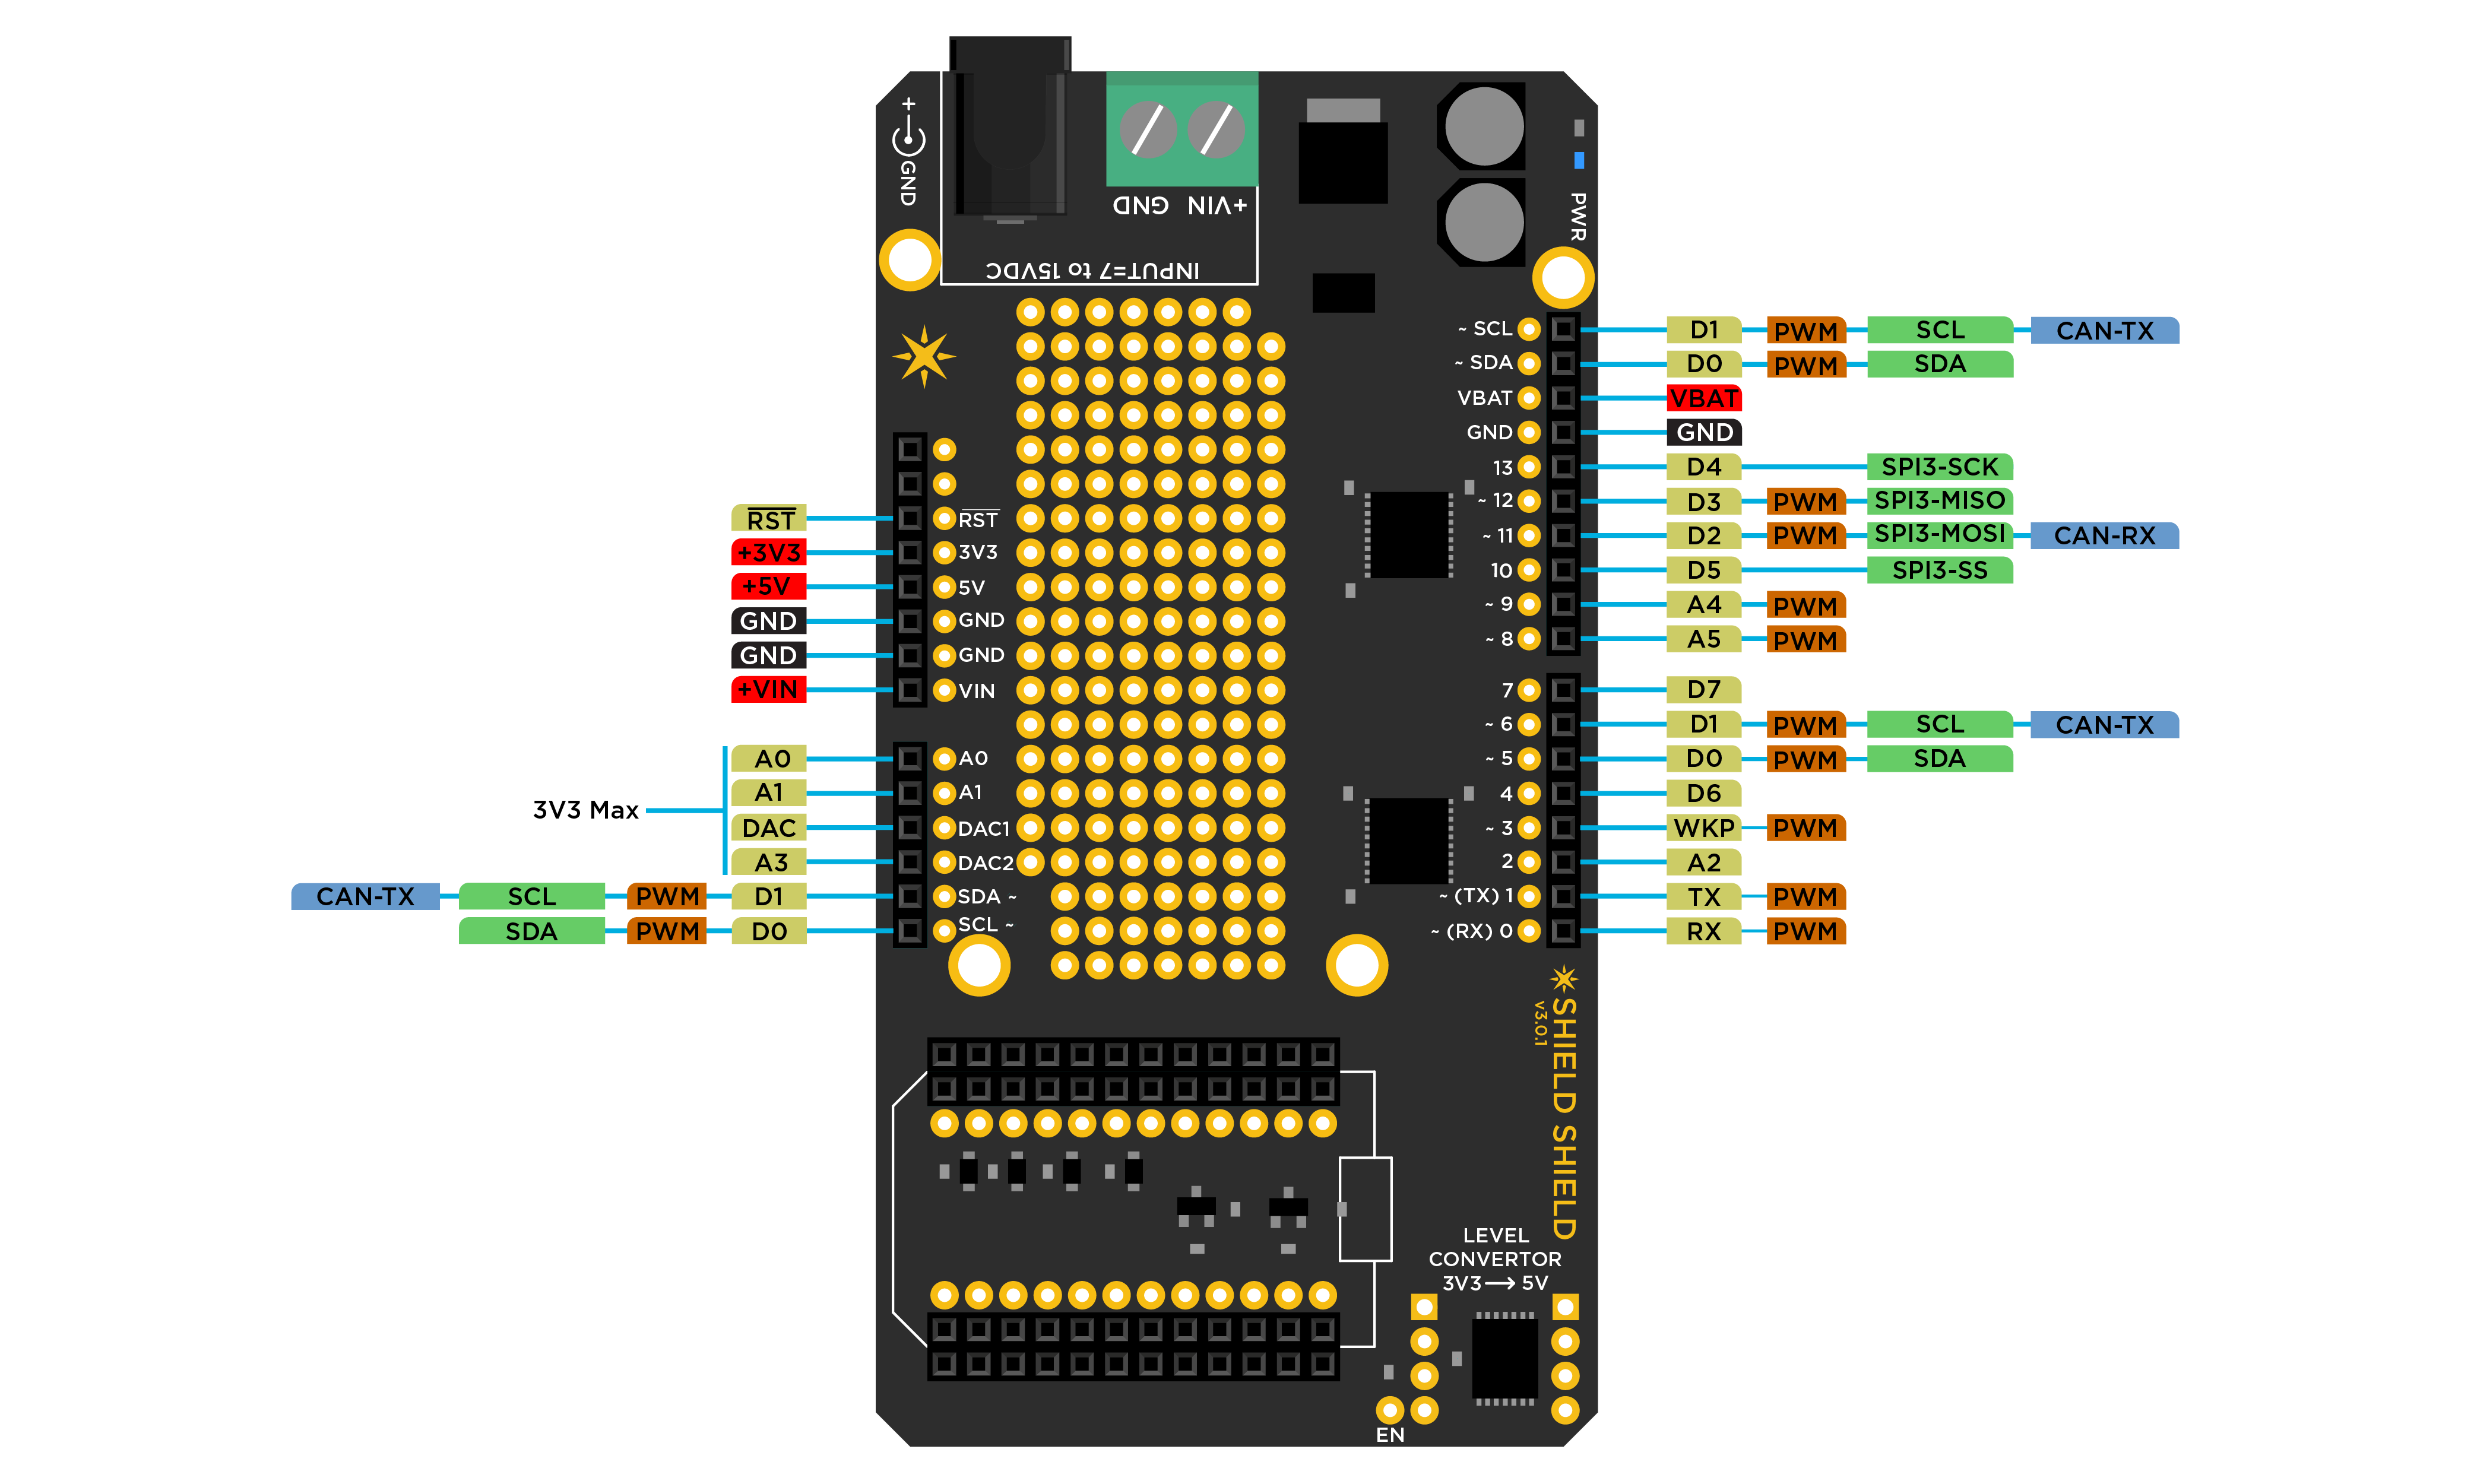 +
GND
GND +VIN
INPUT=7 to 15VDC
PWR
RST RST
+3V3 3V3
+5V 5V
GND GND
GND GND
+VIN VIN
3V3 Max
A0 A0
A1 A1
DAC DAC1
A3 DAC2
CAN-TX SCL PWM D1 SDA ~
SDA PWM D0 SCL ~
~ SCL D1 PWM SCL CAN-TX
~ SDA D0 PWM SDA
VBAT VBAT
GND GND
13 D4 SPI3-SCK
~ 12 D3 PWM SPI3-MISO
~ 11 D2 PWM SPI3-MOSI CAN-RX
10 D5 SPI3-SS
~ 9 A4 PWM
~ 8 A5 PWM
7 D7
~ 6 D1 PWM SCL CAN-TX
~ 5 D0 PWM SDA
4 D6
~ 3 WKP PWM
2 A2
~ (TX) 1 TX PWM
~ (RX) 0 RX PWM
SHIELD SHIELD
v3.0.1
LEVEL
CONVERTOR
3V3 → 5V
EN